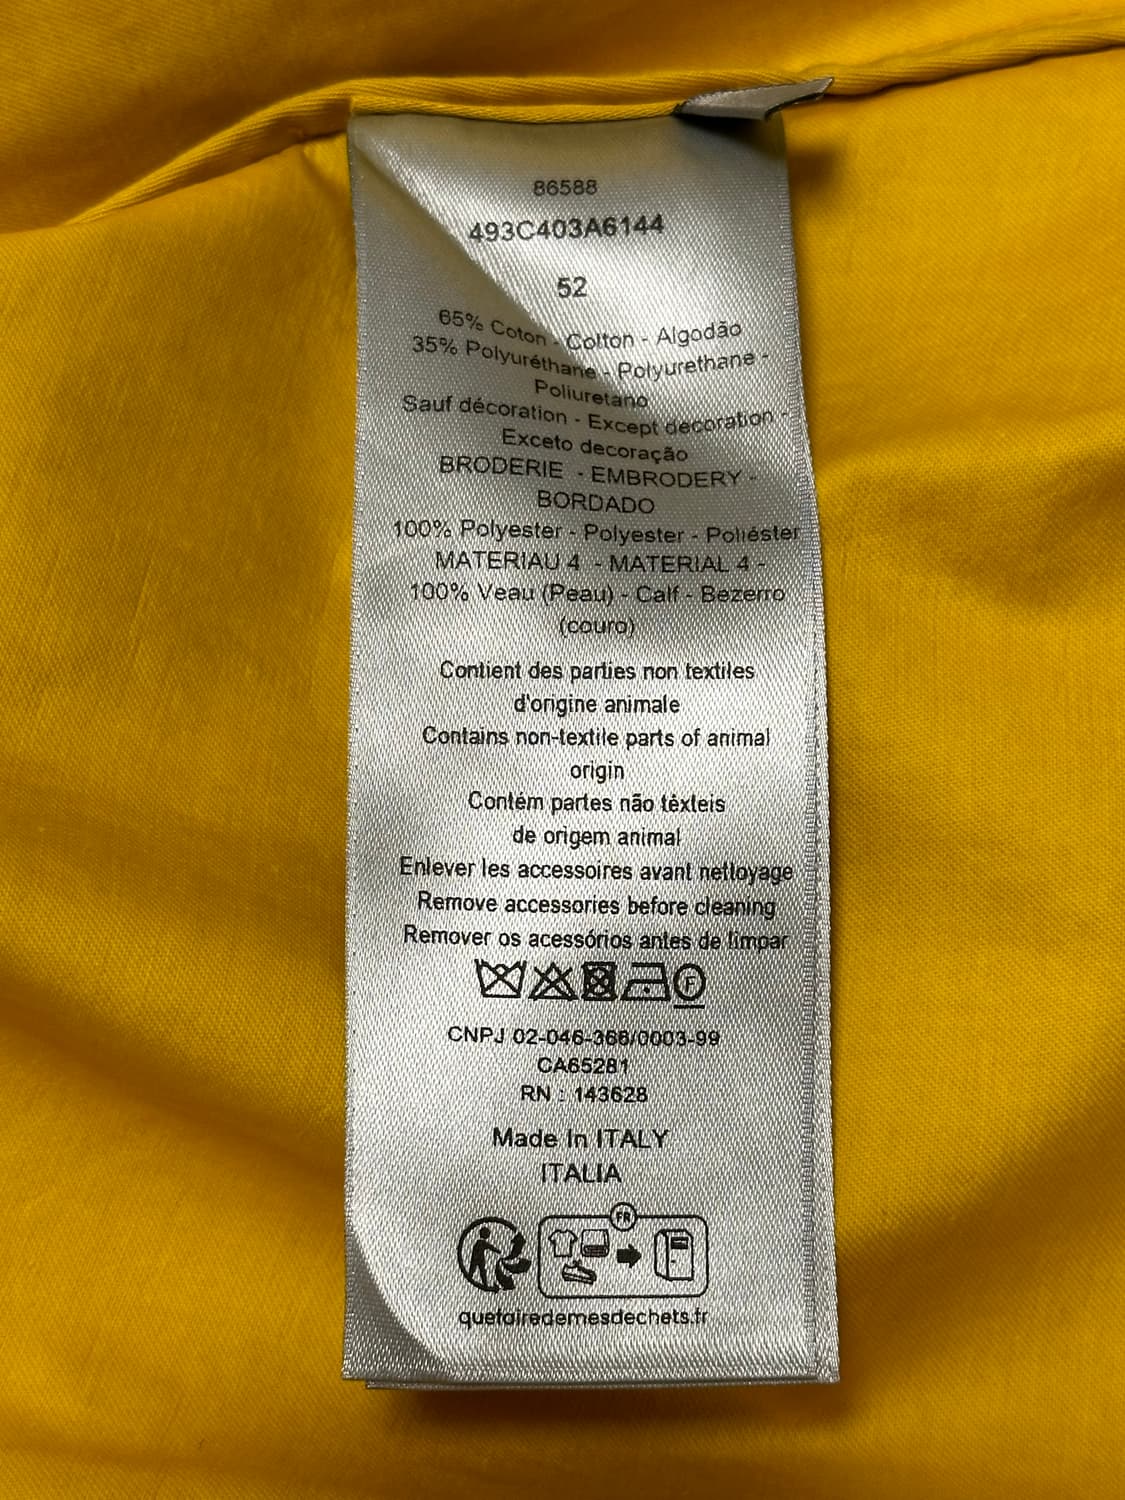 86588
493C403A6144
52
65% Coton - Cotton - Algodão
35% Polyuréthane - Polyurethane -
Poliuretano
Sauf décoration - Except decoration -
Exceto decoração
BRODERIE - EMBRODERY -
BORDADO
100% Polyester - Polyester - Poliéster
MATERIAU 4 - MATERIAL 4 -
100% Veau (Peau) - Calf - Bezerro
(couro)
Contient des parties non textiles
d'origine animale
Contains non-textile parts of animal
origin
Contém partes não têxteis
de origem animal
Enlever les accessoires avant nettoyage
Remove accessories before cleaning
Remover os acessórios antes de limpar
F
CNPJ 02-046-368/0003-99
CA65281
RN : 143628
Made In ITALY
ITALIA
FR
quefairedemesdechets.fr